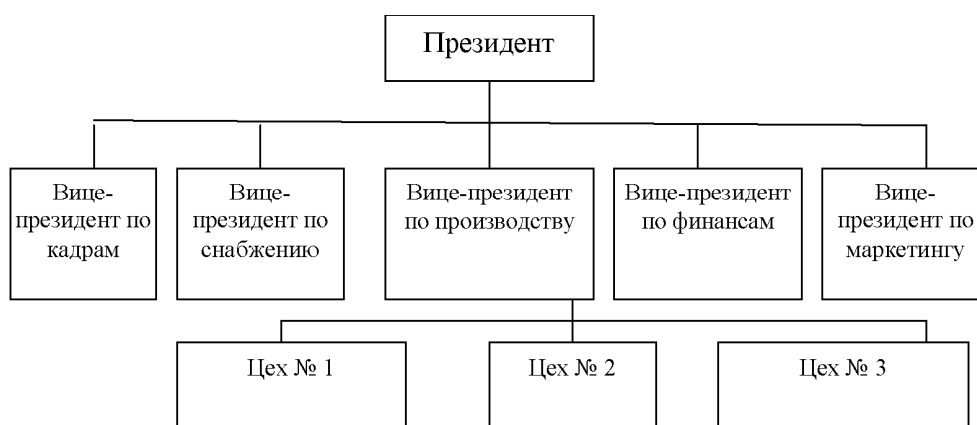 Президент
Вице-
президент по
кадрам
Вице-
президент по
снабжению
Вице-президент
по производству
Вице-президент
по финансам
Вице-
президент по
маркетингу
Цех № 1
Цех № 2
Цех № 3